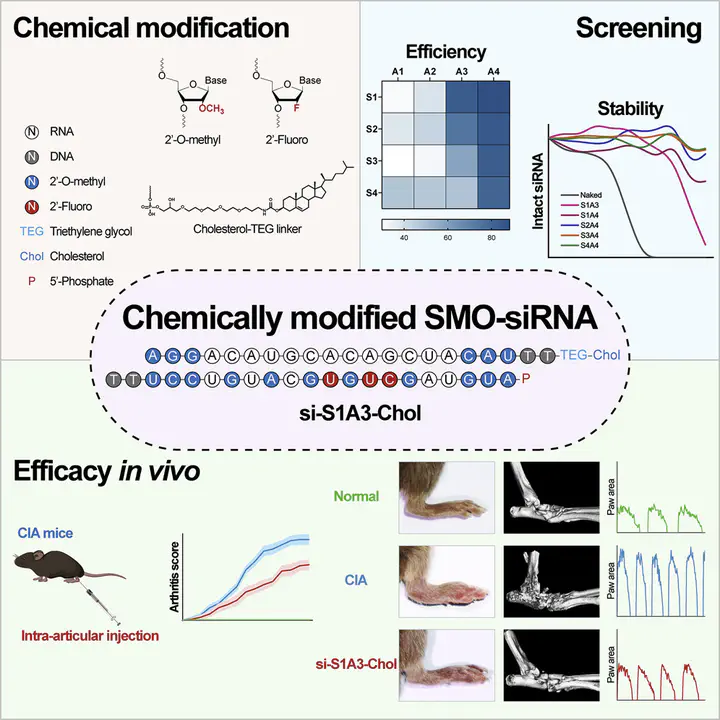 Chemical modification
Base
O
O
O
OCH₃
2'-O-methyl
Base
O
O
O
F
2'-Fluoro
N RNA
N DNA
N 2'-O-methyl
N 2'-Fluoro
TEG Triethylene glycol
Chol Cholesterol
P 5'-Phosphate
Cholesterol-TEG linker
Screening
Efficiency
A1 A2 A3 A4
S1
S2
S3
S4
40 60 80
Stability
Intact siRNA
Naked
S1A3
S1A4
S2A4
S3A4
S4A4
Chemically modified SMO-siRNA
AGGACAUGCACAGCUACAUTT-TEG-Chol
TTUCCUGUACGUGUCGAUGUA-P
si-S1A3-Chol
Efficacy in vivo
CIA mice
Intra-articular injection
Arthritis score
Normal
Paw area
CIA
Paw area
si-S1A3-Chol
Paw area